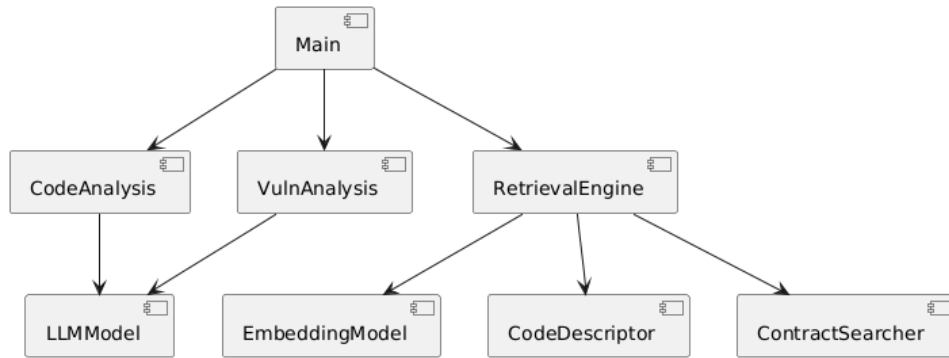 Main
CodeAnalysis
VulnAnalysis
RetrievalEngine
LLMModel
EmbeddingModel
CodeDescriptor
ContractSearcher